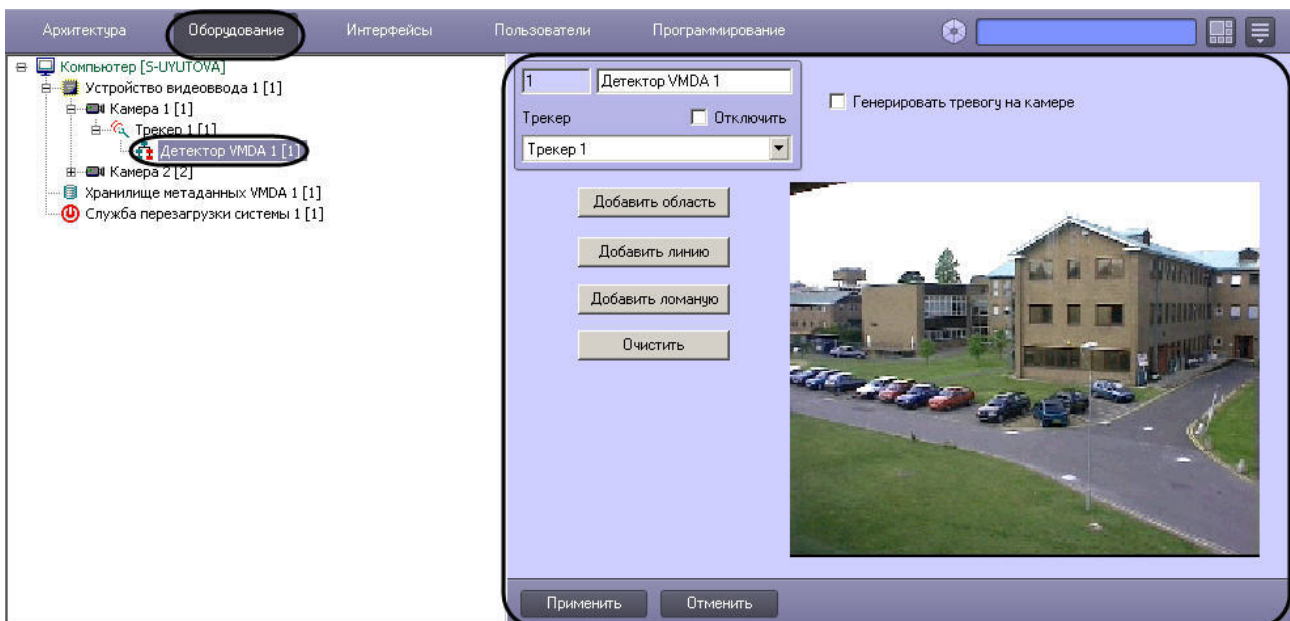 Архитектура Оборудование Интерфейсы Пользователи Программирование
Компьютер [S-UYUTOVA]
Устройство видеоввода 1 [1]
Камера 1 [1]
Трекер 1 [1]
Детектор VMDA 1 [1]
Камера 2 [2]
Хранилище метаданных VMDA 1 [1]
Служба перезагрузки системы 1 [1]
1 Детектор VMDA 1
Трекер Отключить
Трекер 1
Генерировать тревогу на камере
Добавить область
Добавить линию
Добавить ломаную
Очистить
Применить Отменить